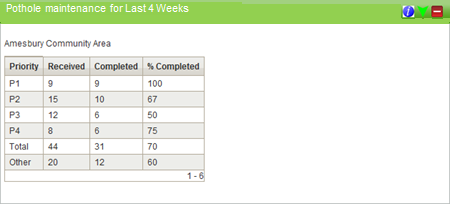 Pothole maintenance for Last 4 Weeks
Amesbury Community Area
Priority Received Completed % Completed
P1 9 9 100
P2 15 10 67
P3 12 6 50
P4 8 6 75
Total 44 31 70
Other 20 12 60
1 - 6